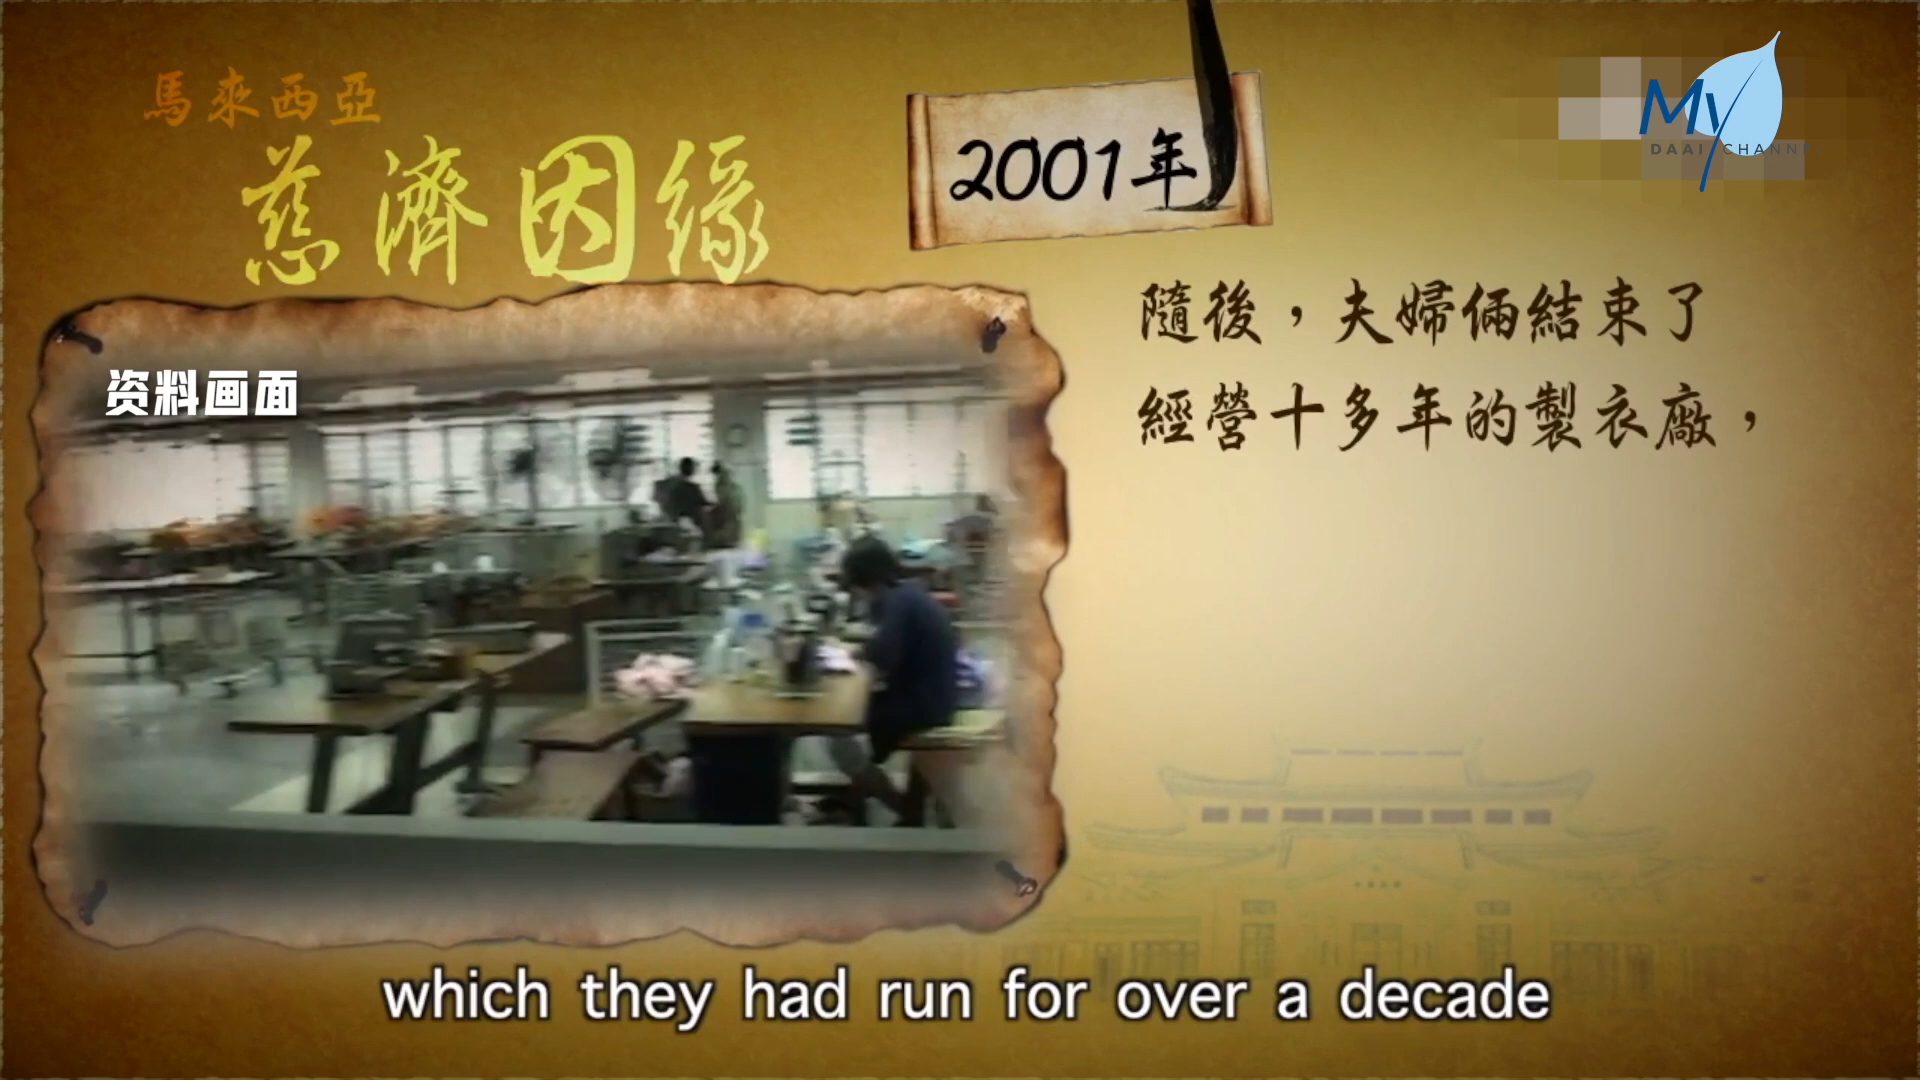 馬來西亞
慈濟因緣
2001年
My
DAAI CHANNEL
隨後，夫婦倆結束了
經營十多年的製衣廠，
资料画面
which they had run for over a decade